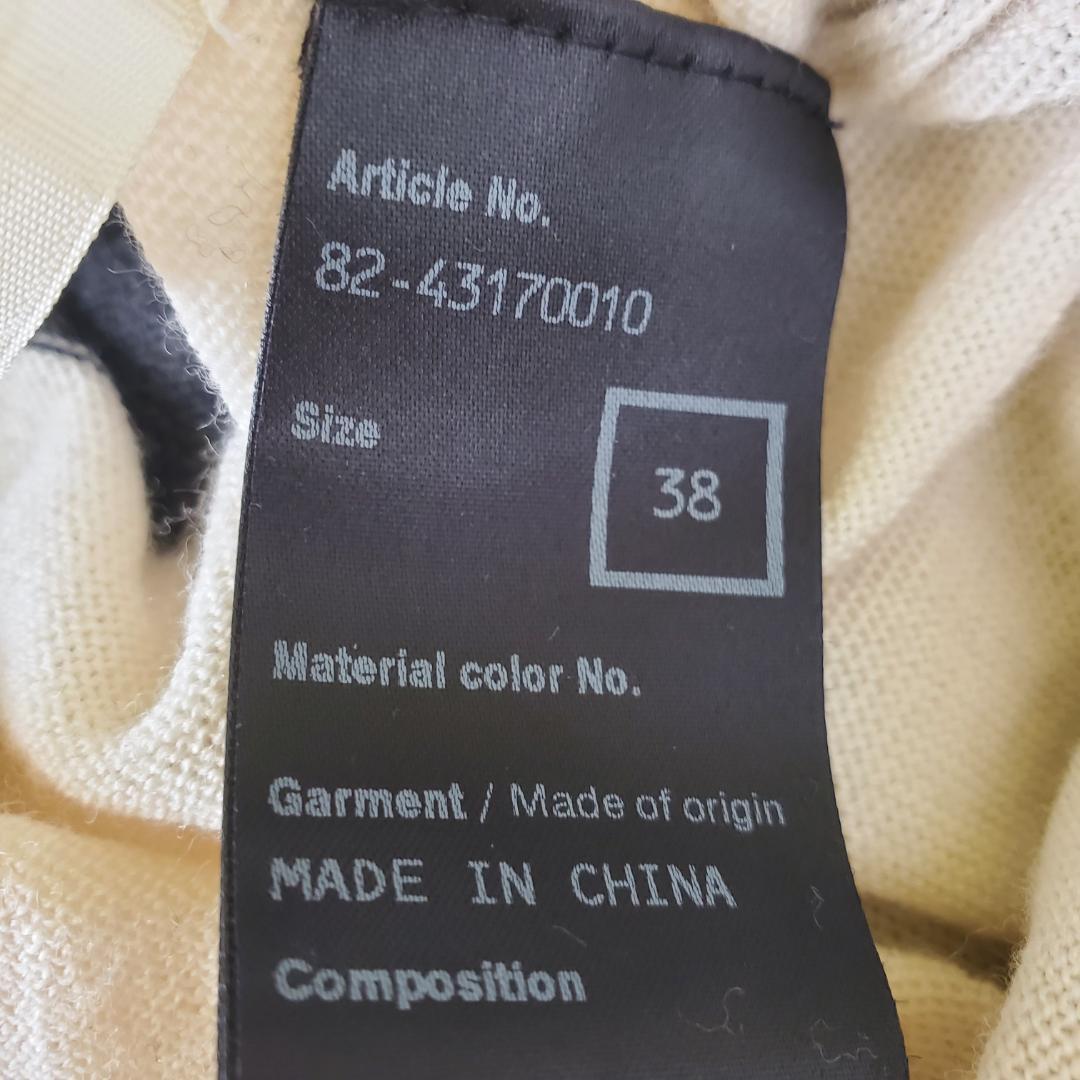 Article No.
82-43170010
Size
38
Material color No.
Garment / Made of origin
MADE IN CHINA
Composition